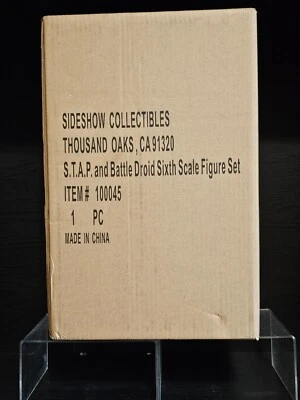 SIDESHOW COLLECTIBLES
THOUSAND OAKS, CA 91320
S.T.A.P. and Battle Droid Sixth Scale Figure Set
ITEM# 100045
1 PC
MADE IN CHINA